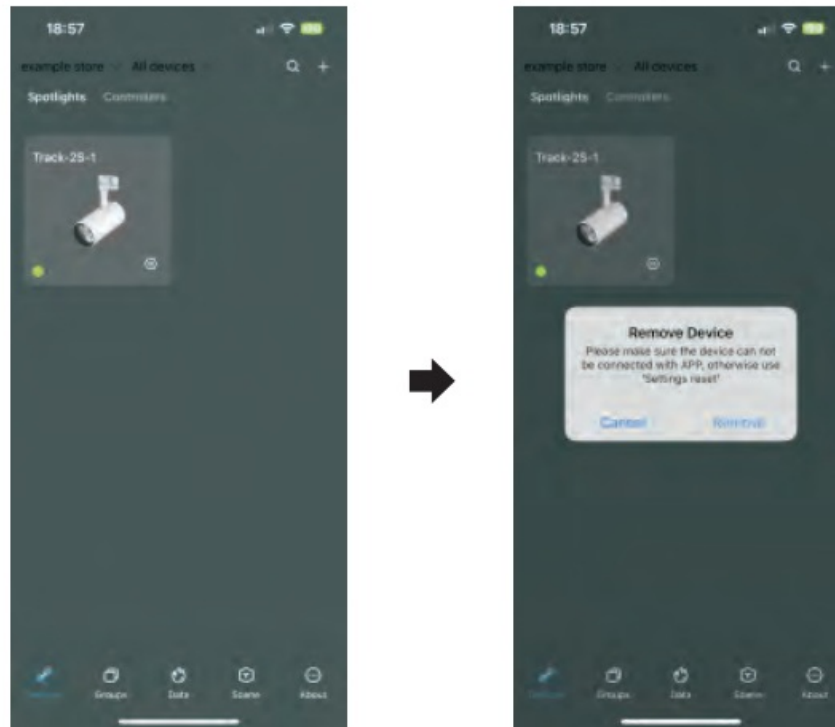 18:57
example store All devices
Spotlights Controllers
Track-2S-1
Devices Groups Data Scene About
18:57
example store All devices
Spotlights Controllers
Track-2S-1
Remove Device
Please make sure the device can not
be connected with APP, otherwise use
"Settings reset"
Cancel
Groups Data Scene About